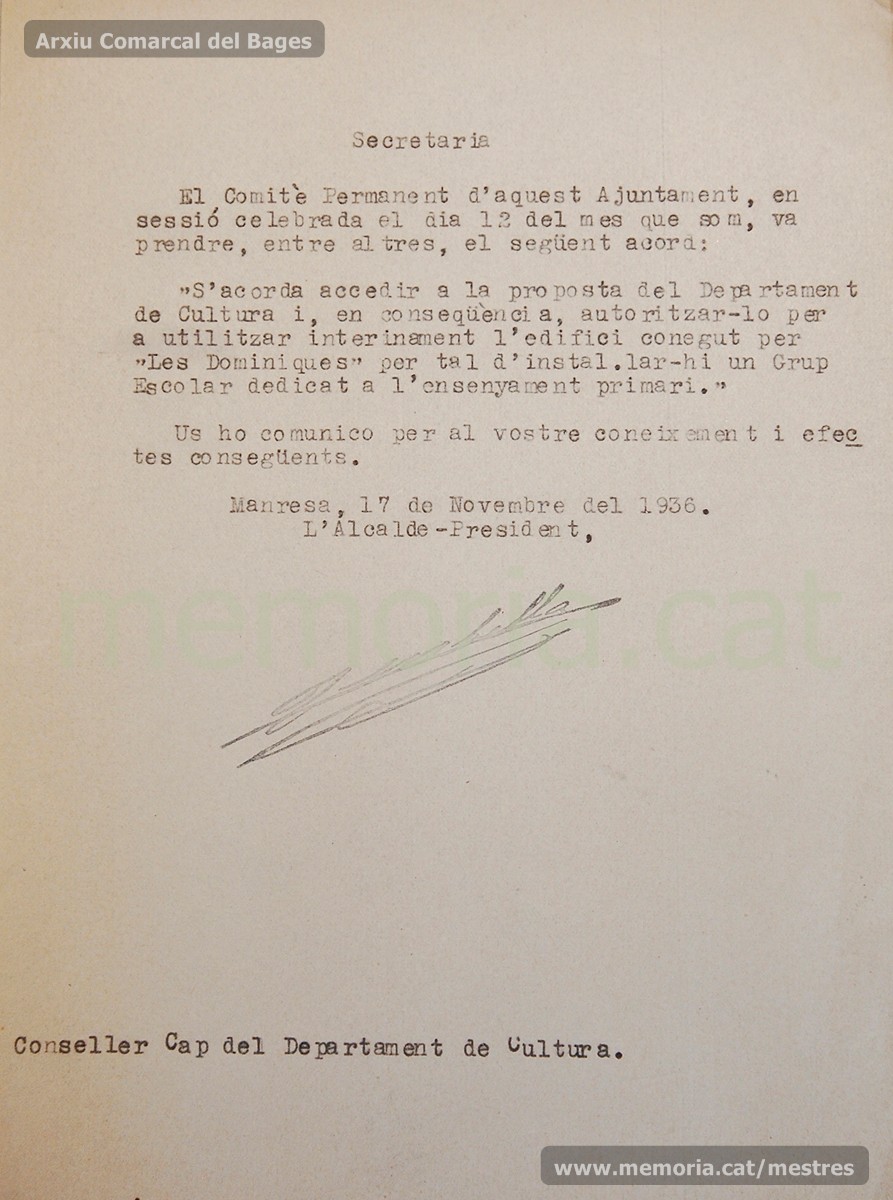 Arxiu Comarcal del Bages
Secretaria
El Comitè Permanent d'aquest Ajuntament, en
sessió celebrada el dia 12 del mes que som, va
prendre, entre altres, el següent acord:
"S'acorda accedir a la proposta del Departament
de Cultura i, en conseqüència, autoritzar-lo per
a utilitzar interinament l'edifici conegut per
"Les Dominiques" per tal d'instal.lar-hi un Grup
Escolar dedicat a l'ensenyament primari."
Us ho comunico per al vostre coneixement i efec
tes consegüents.
Manresa, 17 de Novembre del 1936.
L'Alcalde-President,
memoria.cat
Conseller Cap del Departament de Cultura.
www.memoria.cat/mestres